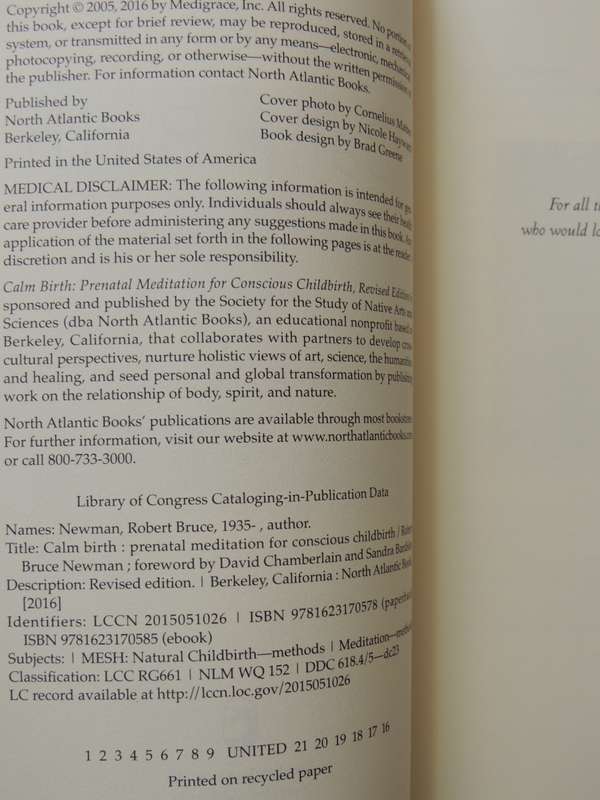 Copyright © 2005, 2016 by Medigrace, Inc. All rights reserved. No portion of
this book, except for brief review, may be reproduced, stored in a retrieval
system, or transmitted in any form or by any means—electronic, mechanical,
photocopying, recording, or otherwise—without the written permission of
the publisher. For information contact North Atlantic Books.
Published by
North Atlantic Books
Berkeley, California
Cover photo by Cornelius
Cover design by Nicole
Book design by Brad Greene
Printed in the United States of America
MEDICAL DISCLAIMER: The following information is intended for gen-
eral information purposes only. Individuals should always see their health
care provider before administering any suggestions made in this book. Any
application of the material set forth in the following pages is at the reader
discretion and is his or her sole responsibility.
Calm Birth: Prenatal Meditation for Conscious Childbirth, Revised Edition
sponsored and published by the Society for the Study of Native Arts and
Sciences (dba North Atlantic Books), an educational nonprofit based
Berkeley, California, that collaborates with partners to develop cross
cultural perspectives, nurture holistic views of art, science, the humanities
and healing, and seed personal and global transformation by publishing
work on the relationship of body, spirit, and nature.
North Atlantic Books' publications are available through most bookstores
For further information, visit our website at www.northatlanticbooks.com
or call 800-733-3000.
Library of Congress Cataloging-in-Publication Data
Names: Newman, Robert Bruce, 1935- , author.
Title: Calm birth : prenatal meditation for conscious childbirth / Robert
Bruce Newman ; foreword by David Chamberlain and Sandra
Description: Revised edition. | Berkeley, California : North Atlantic Books
[2016]
Identifiers: LCCN 2015051026 | ISBN 9781623170578 (paperback
ISBN 9781623170585 (ebook)
Subjects: | MESH: Natural Childbirth—methods | Meditation—methods
Classification: LCC RG661 | NLM WQ 152 | DDC 618.4/5—dc23
LC record available at http://lccn.loc.gov/2015051026
1 2 3 4 5 6 7 8 9 UNITED 21 20 19 18 17 16
Printed on recycled paper
For all
who would